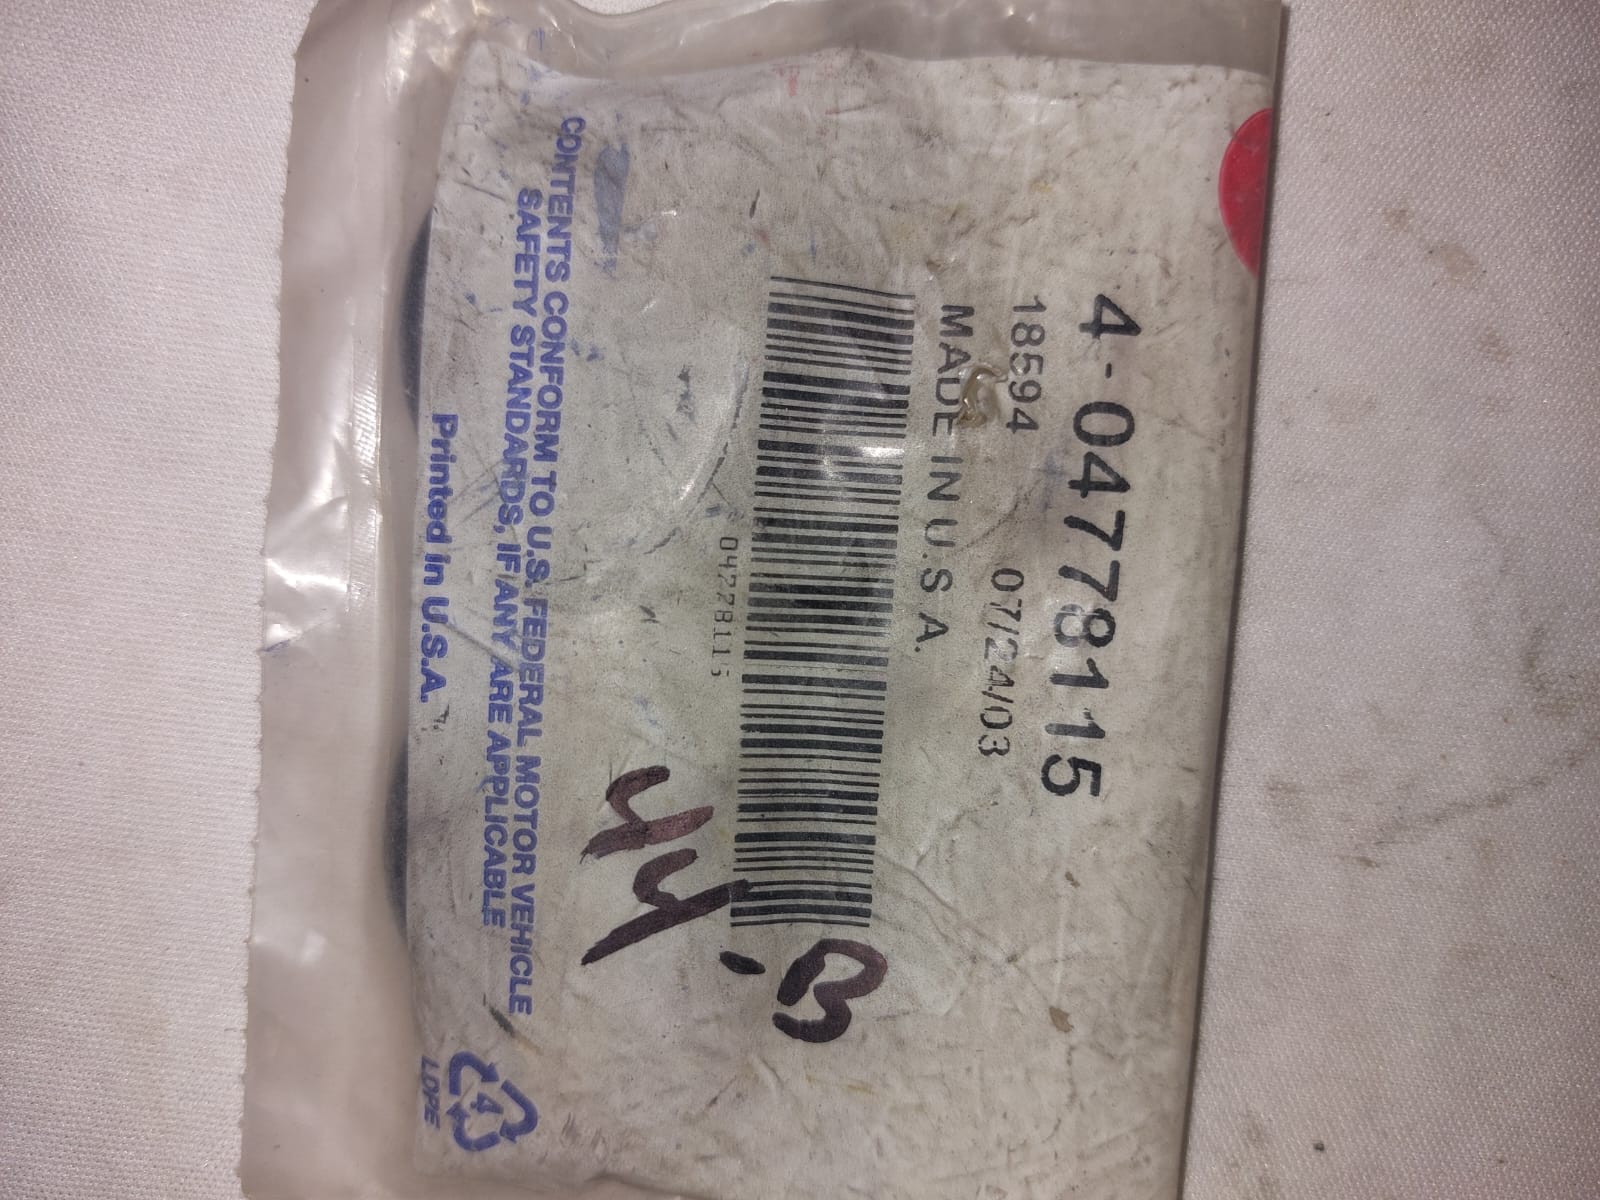 4-04778115
18594 07/24/03
MADE IN U.S.A.
04778115
44-B
CONTENTS CONFORM TO U.S. FEDERAL MOTOR VEHICLE
SAFETY STANDARDS, IF ANY ARE APPLICABLE
Printed in U.S.A.
4
LDPE